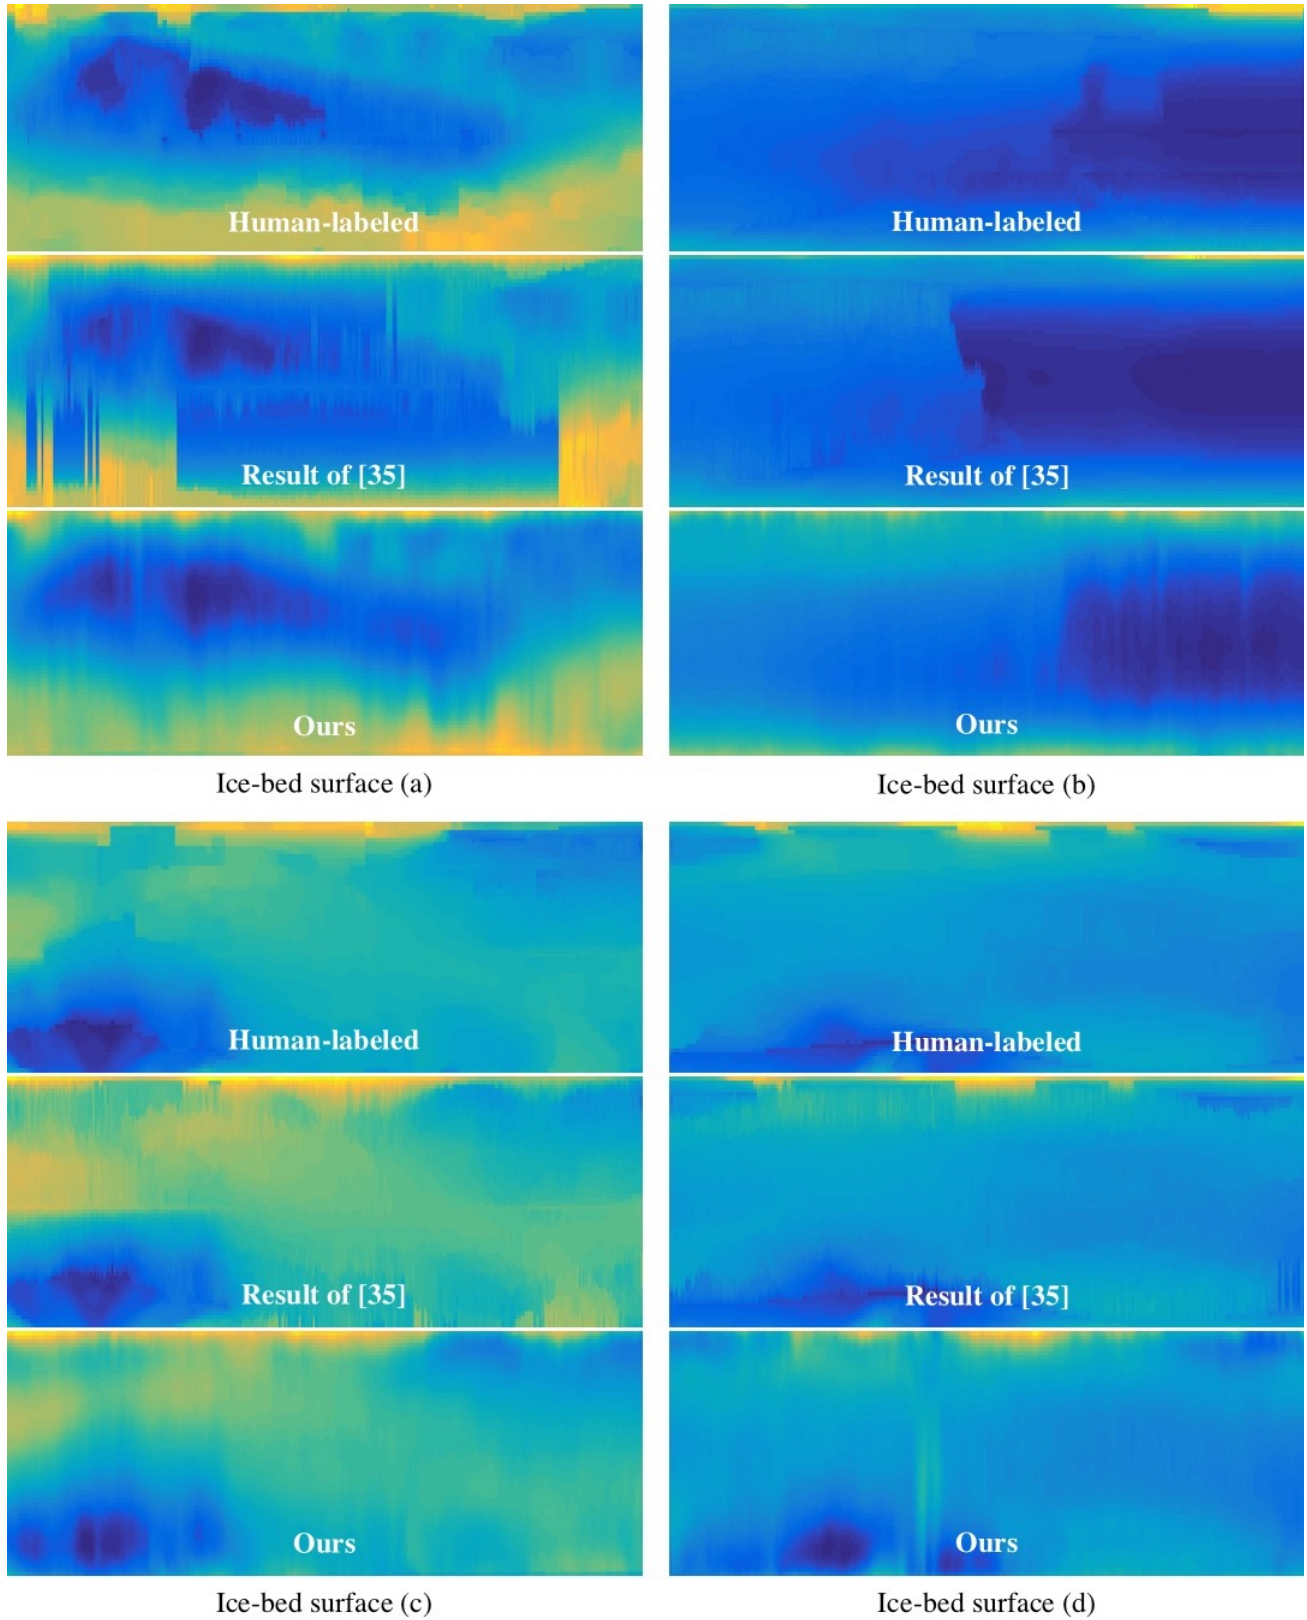 Human-labeled
Result of [35]
Ours
Ice-bed surface (a)
Human-labeled
Result of [35]
Ours
Ice-bed surface (b)
Human-labeled
Result of [35]
Ours
Ice-bed surface (c)
Human-labeled
Result of [35]
Ours
Ice-bed surface (d)